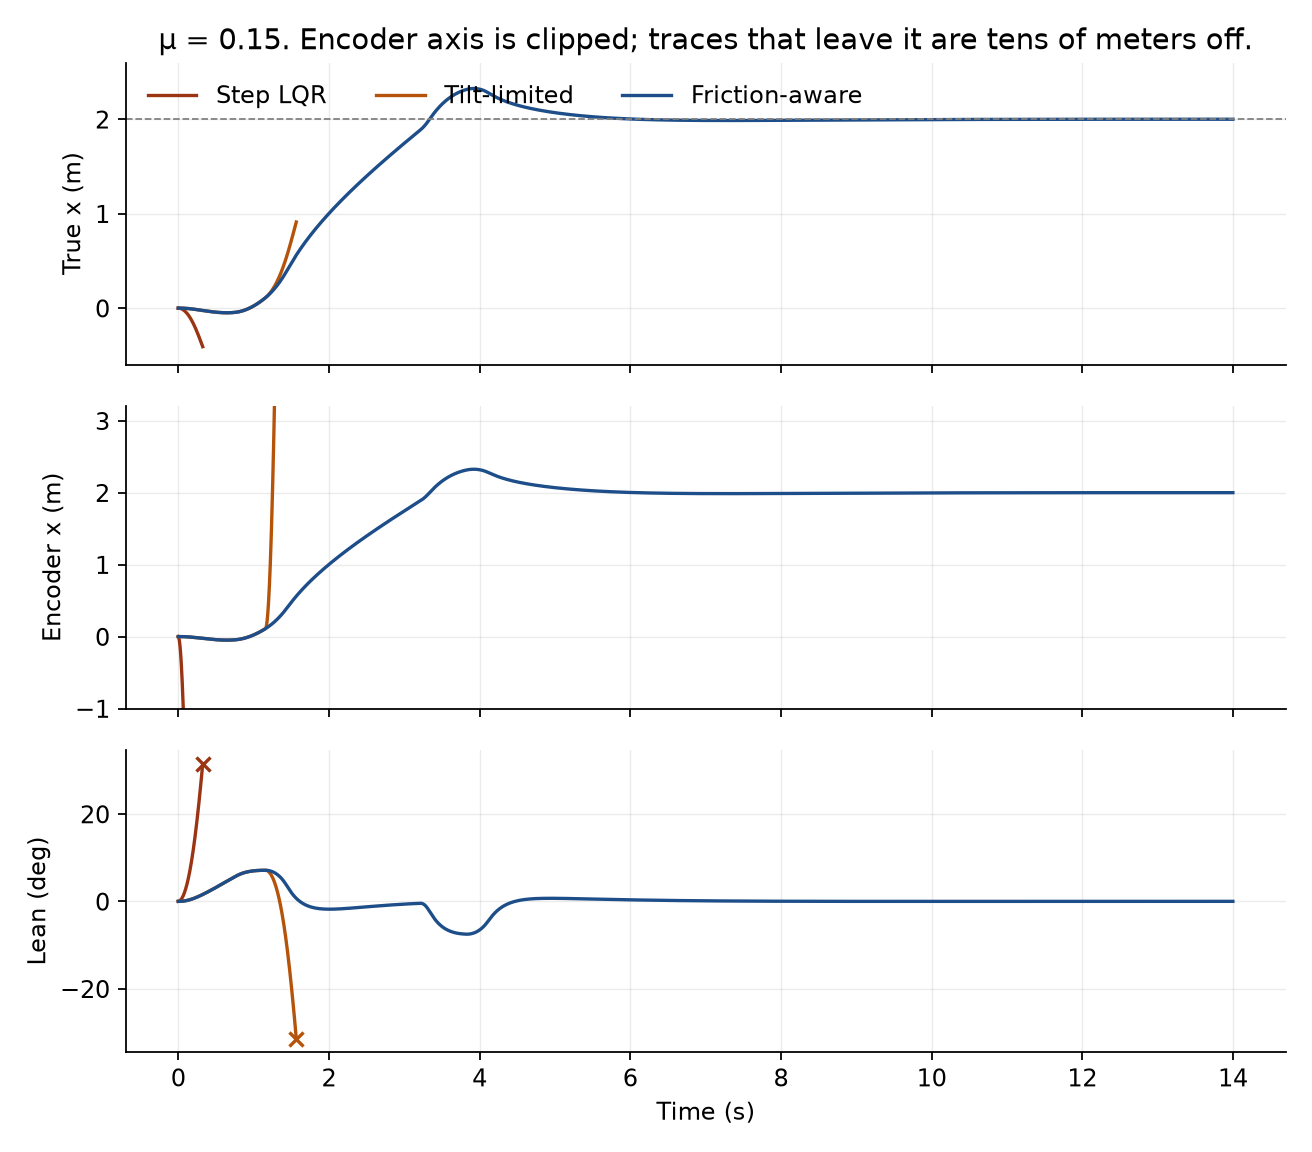 μ = 0.15. Encoder axis is clipped; traces that leave it are tens of meters off.
Step LQR Tilt-limited Friction-aware
True x (m)
2
1
0
Encoder x (m)
3
2
1
0
−1
Lean (deg)
20
0
−20
0 2 4 6 8 10 12 14
Time (s)